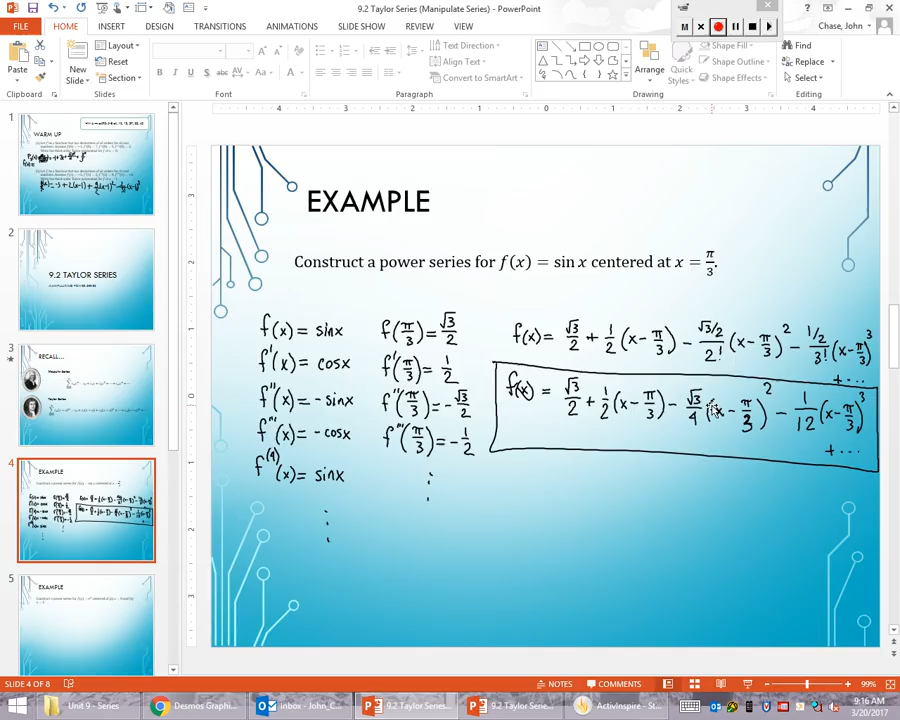 9.2 Taylor Series (Manipulate Series) - PowerPoint
FILE HOME INSERT DESIGN TRANSITIONS ANIMATIONS SLIDE SHOW REVIEW VIEW Chase, John
Paste New Slide Layout Reset Section Text Direction Align Text Convert to SmartArt Arrange Quick Styles Shape Fill Shape Outline Shape Effects Find Replace Select
Clipboard Slides Font Paragraph Drawing Editing
1
WARM UP
2
9.2 TAYLOR SERIES
3
RECALL...
4
EXAMPLE
5
EXAMPLE
EXAMPLE
Construct a power series for f(x) = sin x centered at x = π/3.
f(x) = sinx
f'(x) = cosx
f''(x) = -sinx
f'''(x) = -cosx
f⁽⁴⁾(x) = sinx
⋮
f(π/3) = √3/2
f'(π/3) = 1/2
f''(π/3) = -√3/2
f'''(π/3) = -1/2
⋮
f(x) = √3/2 + 1/2 (x - π/3) - (√3/2)/2! (x - π/3)² - (1/2)/3! (x - π/3)³
+ ...
f(x) = √3/2 + 1/2 (x - π/3) - √3/4 (x - π/3)² - 1/12 (x - π/3)³
+ ...
SLIDE 4 OF 8 NOTES COMMENTS 99%
Unit 9 - Series Desmos Graphi... Inbox - John_C... 9.2 Taylor Series... 9.2 Taylor Serie... ActivInspire - St...
9:16 AM
3/20/2017